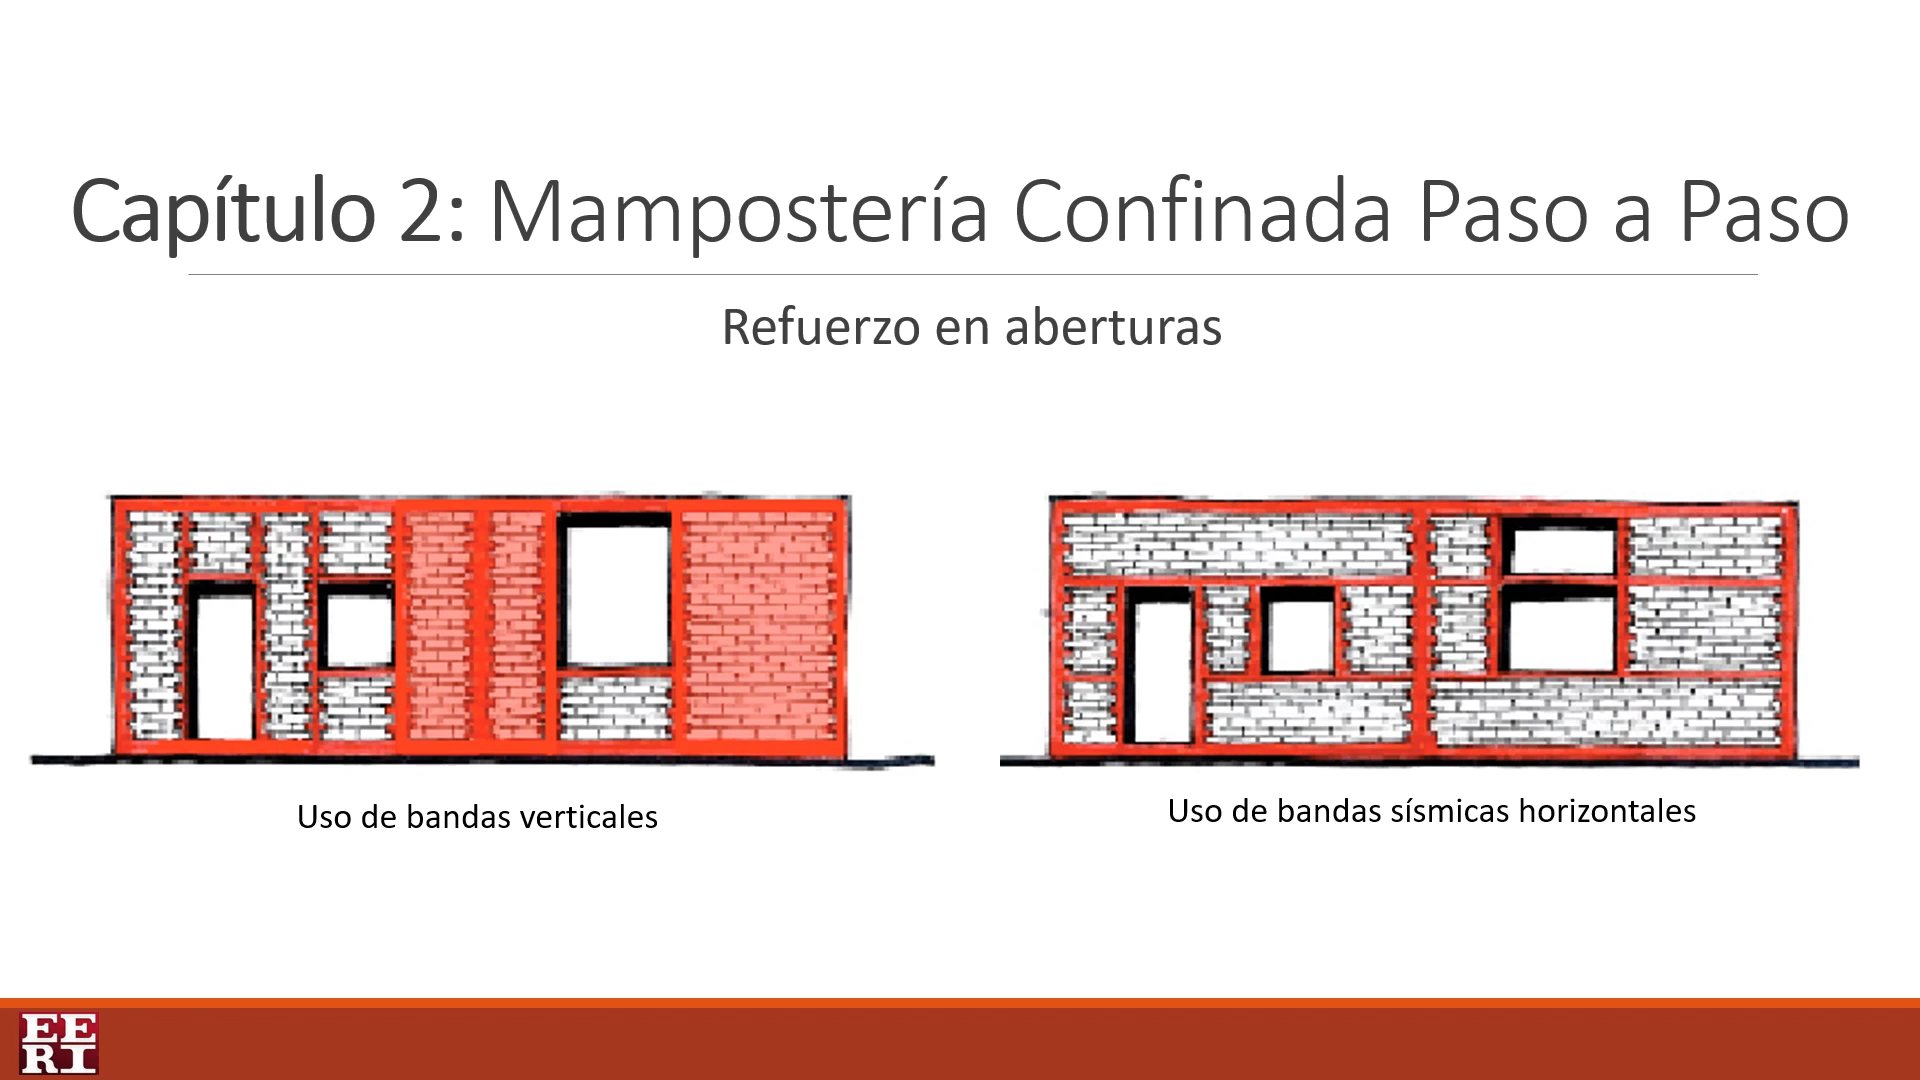 Capítulo 2: Mampostería Confinada Paso a Paso
Refuerzo en aberturas
Uso de bandas verticales
Uso de bandas sísmicas horizontales
EE
RI